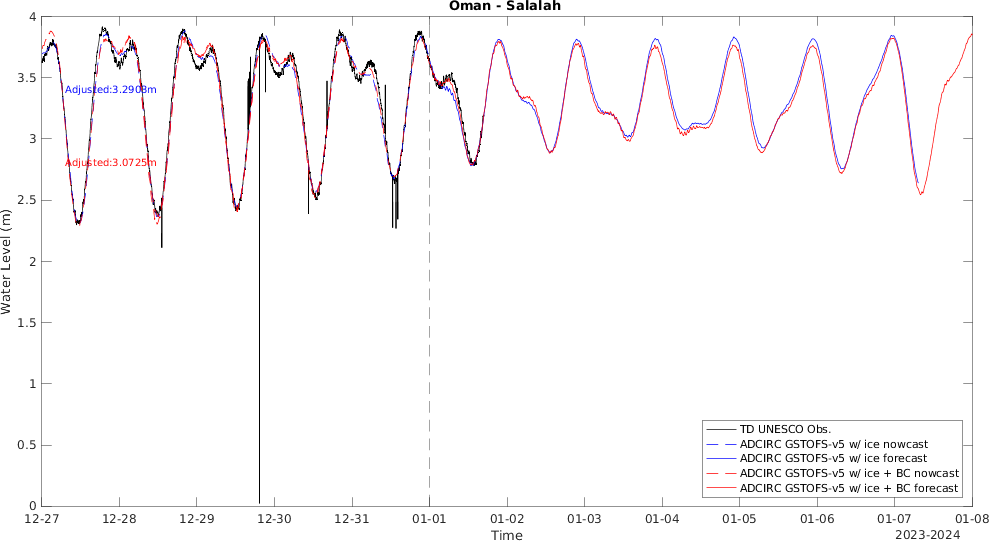 Oman - Salalah
4
3.5
3
2.5
2
1.5
1
0.5
0
Water Level (m)
Adjusted:3.2908m
Adjusted:3.0725m
TD UNESCO Obs.
ADCIRC GSTOFS-v5 w/ ice nowcast
ADCIRC GSTOFS-v5 w/ ice forecast
ADCIRC GSTOFS-v5 w/ ice + BC nowcast
ADCIRC GSTOFS-v5 w/ ice + BC forecast
12-27 12-28 12-29 12-30 12-31 01-01 01-02 01-03 01-04 01-05 01-06 01-07 01-08
Time
2023-2024